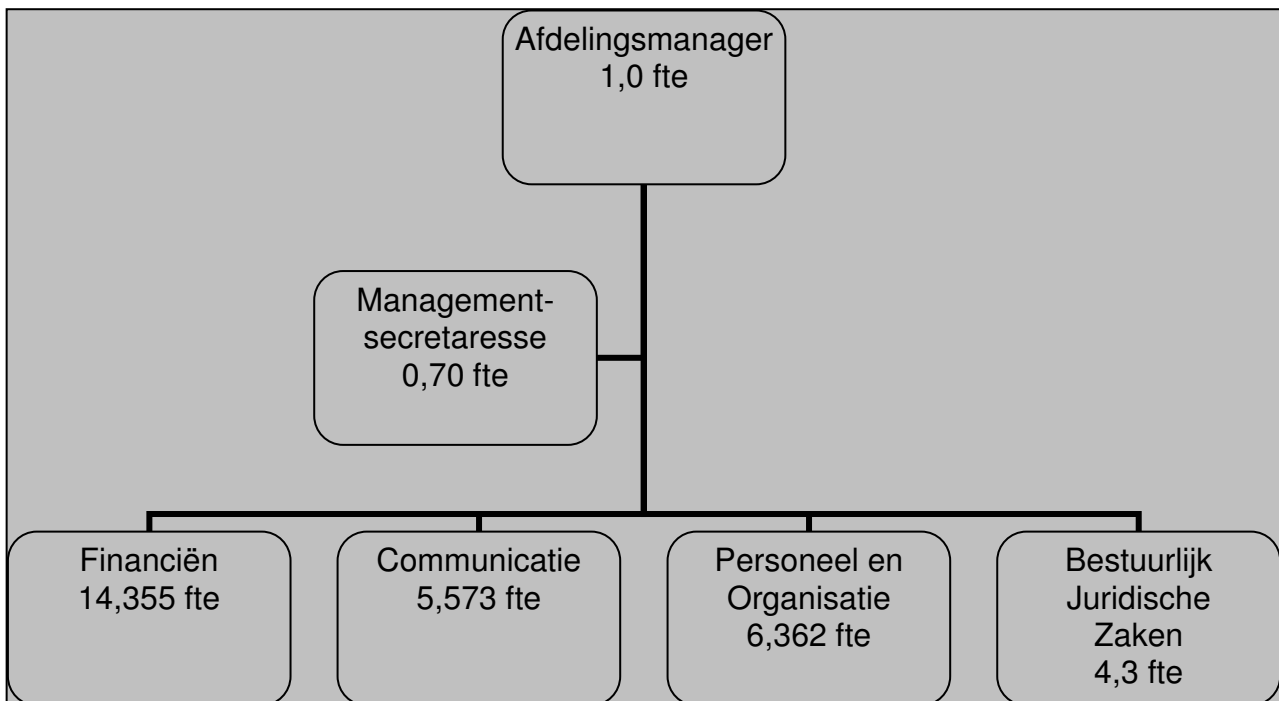 Afdelingsmanager
1,0 fte
Management-
secretaresse
0,70 fte
Financiën
14,355 fte
Communicatie
5,573 fte
Personeel en
Organisatie
6,362 fte
Bestuurlijk
Juridische
Zaken
4,3 fte